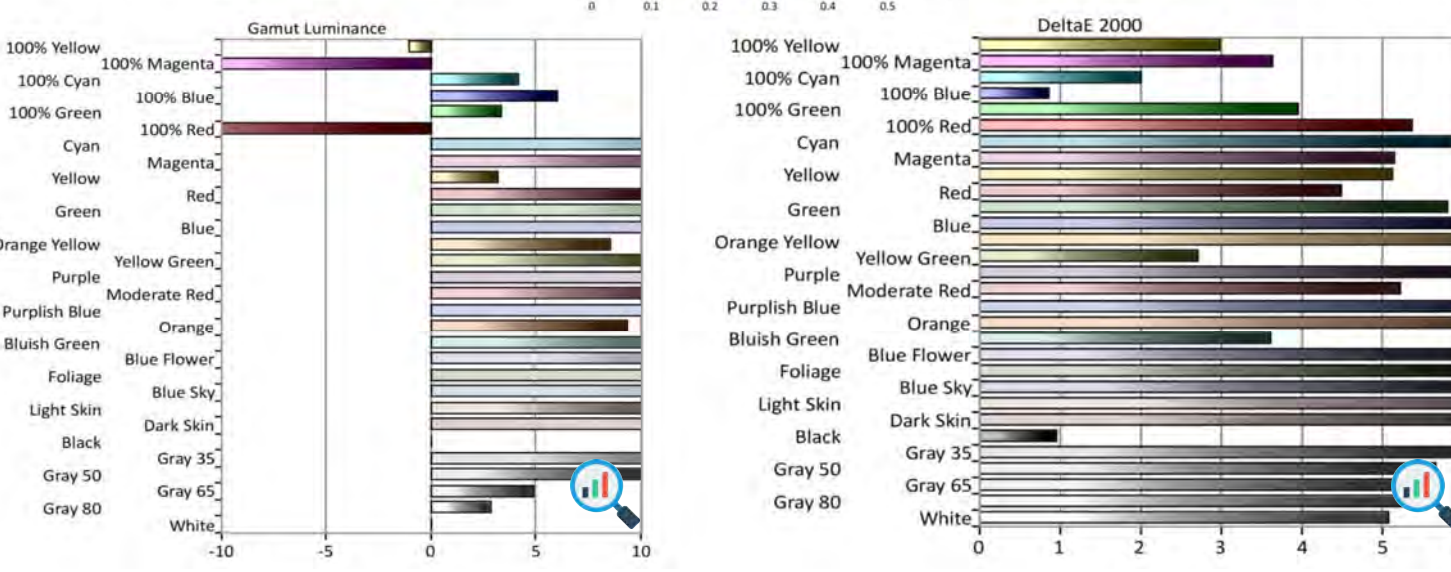 0. 0.1 0.2 0.3 0.4 0.5
Gamut Luminance
100% Yellow
100% Magenta
100% Cyan
100% Blue
100% Green
100% Red
Cyan
Magenta
Yellow
Red
Green
Blue
Orange Yellow
Yellow Green
Purple
Moderate Red
Purplish Blue
Orange
Bluish Green
Blue Flower
Foliage
Blue Sky
Light Skin
Dark Skin
Black
Gray 35
Gray 50
Gray 65
Gray 80
White
-10 -5 0 5 10
DeltaE 2000
100% Yellow
100% Magenta
100% Cyan
100% Blue
100% Green
100% Red
Cyan
Magenta
Yellow
Red
Green
Blue
Orange Yellow
Yellow Green
Purple
Moderate Red
Purplish Blue
Orange
Bluish Green
Blue Flower
Foliage
Blue Sky
Light Skin
Dark Skin
Black
Gray 35
Gray 50
Gray 65
Gray 80
White
0 1 2 3 4 5